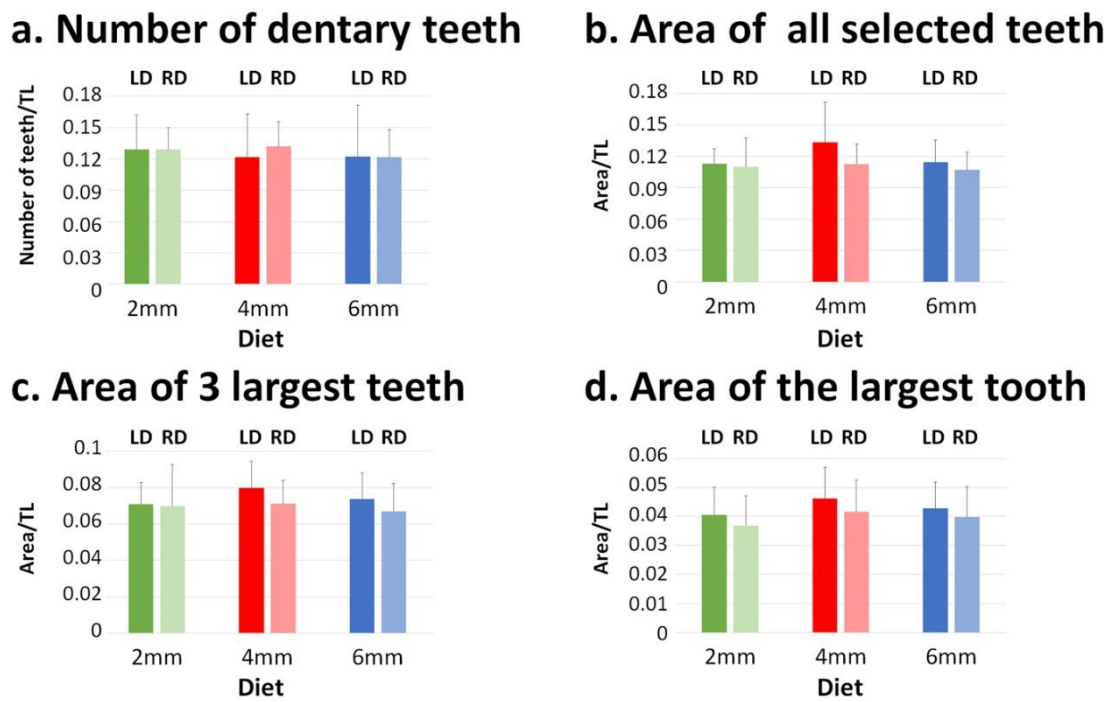 a. Number of dentary teeth
LD RD LD RD LD RD
0.18
0.15
0.12
0.09
0.06
0.03
0
Number of teeth/TL
2mm 4mm 6mm
Diet
b. Area of all selected teeth
LD RD LD RD LD RD
0.18
0.15
0.12
0.09
0.06
0.03
0
Area/TL
2mm 4mm 6mm
Diet
c. Area of 3 largest teeth
LD RD LD RD LD RD
0.1
0.08
0.06
0.04
0.02
0
Area/TL
2mm 4mm 6mm
Diet
d. Area of the largest tooth
LD RD LD RD LD RD
0.06
0.05
0.04
0.03
0.02
0.01
0
Area/TL
2mm 4mm 6mm
Diet